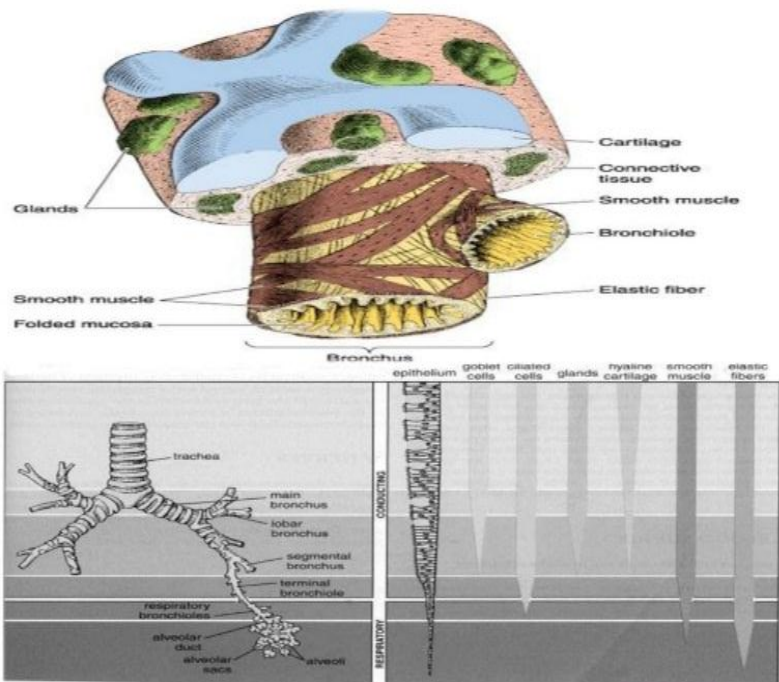 Cartilage
Connective
tissue
Smooth muscle
Glands
Bronchiole
Elastic fiber
Smooth muscle
Folded mucosa
Bronchus
epithelium
goblet
cells
ciliated
cells
glands
hyaline
cartilage
smooth
muscle
elastic
fibers
trachea
main
bronchus
lobar
bronchus
segmental
bronchus
terminal
bronchiole
respiratory
bronchioles
alveolar
duct
alveolar
sacs
alveoli
CONDUCTING
RESPIRATORY